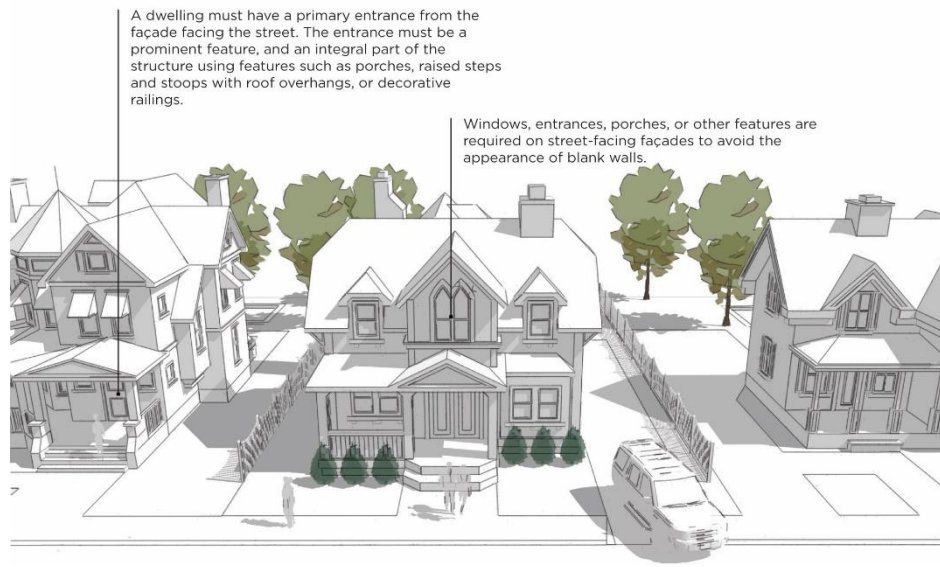 A dwelling must have a primary entrance from the
façade facing the street. The entrance must be a
prominent feature, and an integral part of the
structure using features such as porches, raised steps
and stoops with roof overhangs, or decorative
railings.
Windows, entrances, porches, or other features are
required on street-facing façades to avoid the
appearance of blank walls.